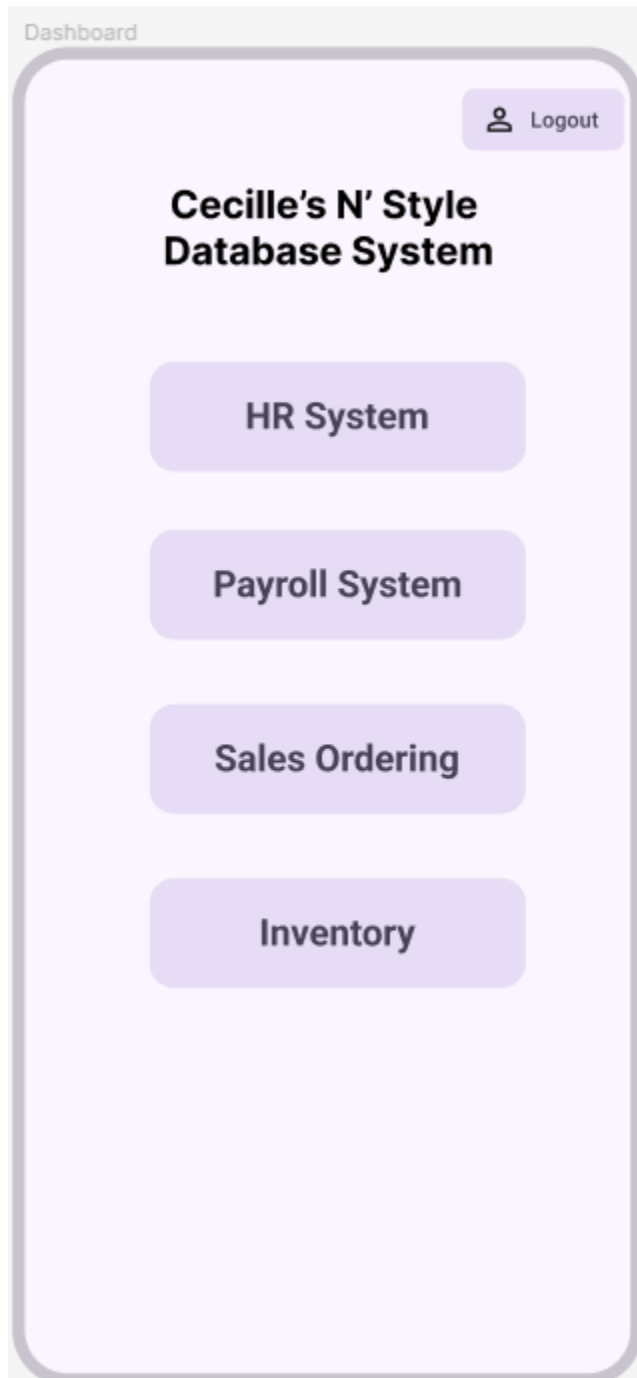 Dashboard
Logout
Cecille’s N’ Style
Database System
HR System
Payroll System
Sales Ordering
Inventory